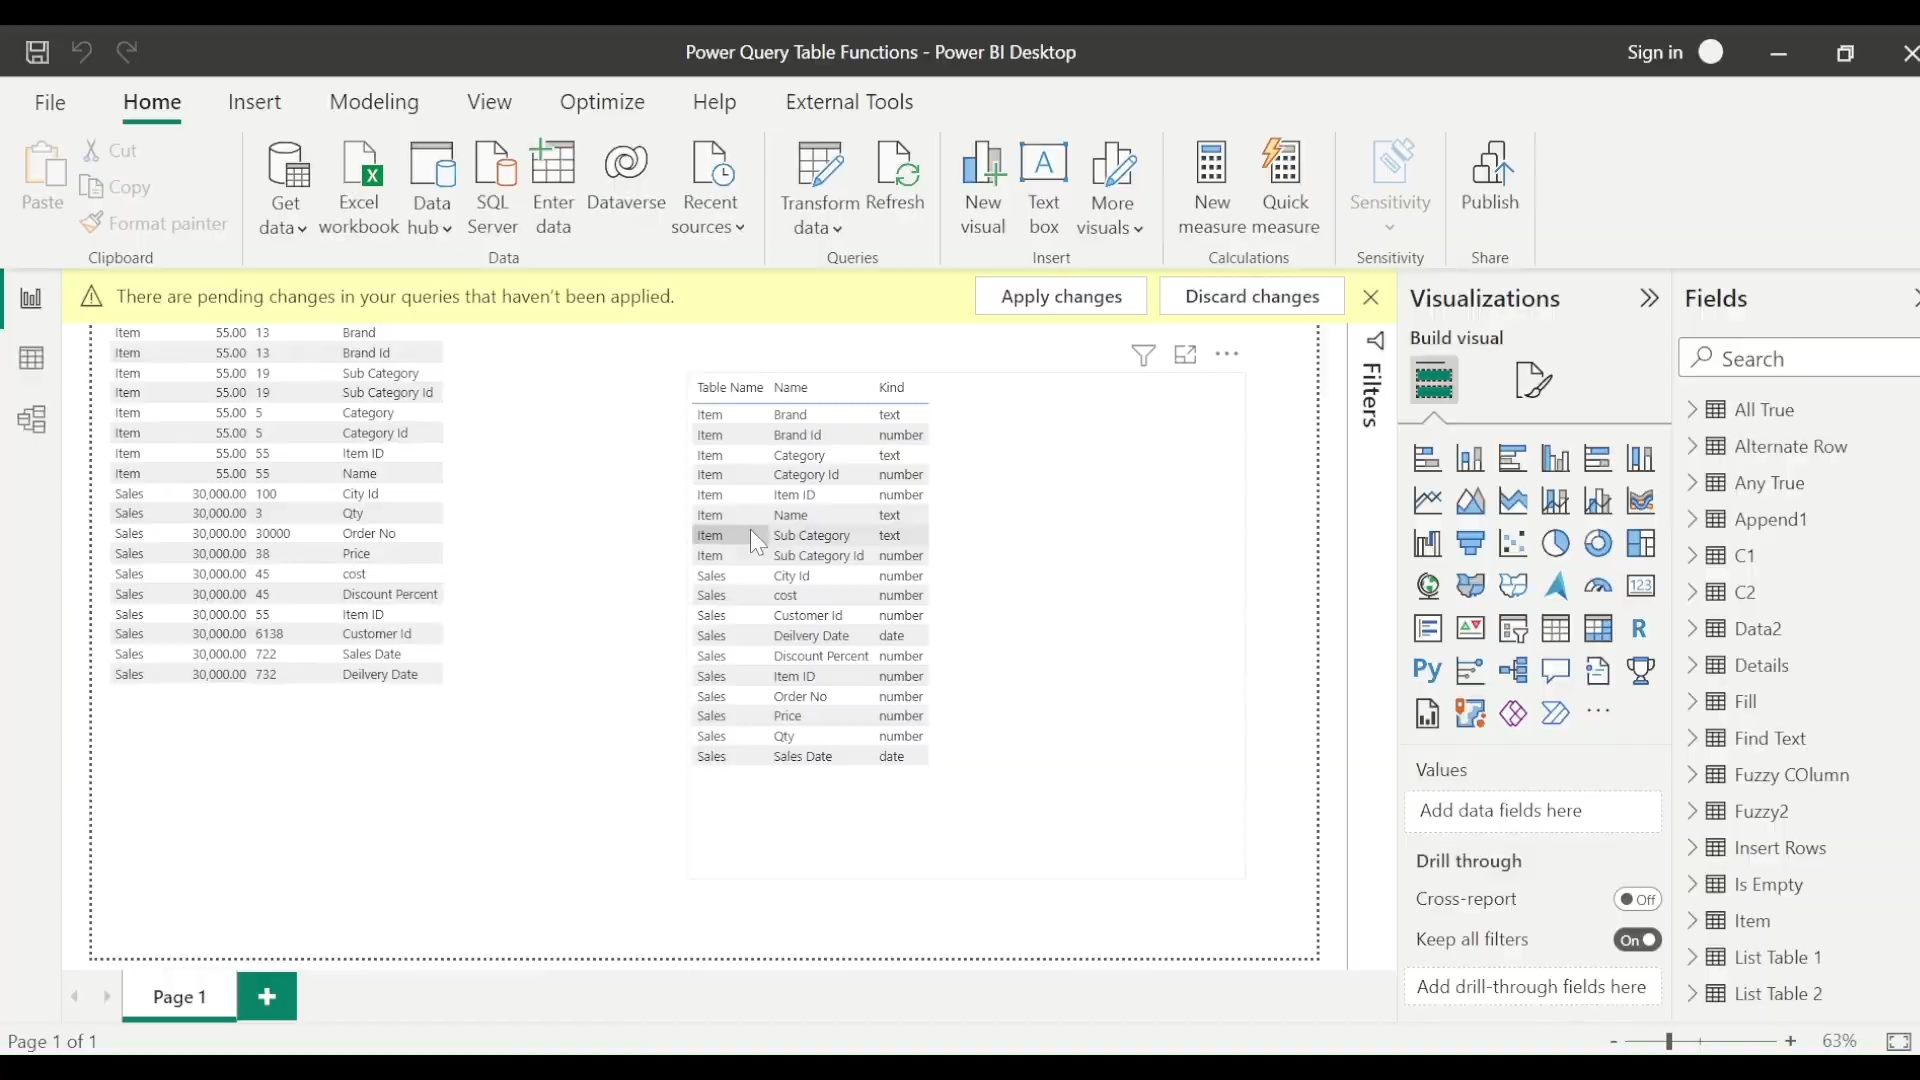 Power Query Table Functions - Power BI Desktop
Sign in
File Home Insert Modeling View Optimize Help External Tools
Paste
Cut
Copy
Format painter
Clipboard
Get data
Excel workbook
Data hub
SQL Server
Enter data
Dataverse
Recent sources
Data
Transform data
Refresh
Queries
New visual
Text box
More visuals
Insert
New measure
Quick measure
Calculations
Sensitivity
Sensitivity
Publish
Share
There are pending changes in your queries that haven't been applied.
Apply changes
Discard changes
Item 55.00 13 Brand
Item 55.00 13 Brand Id
Item 55.00 19 Sub Category
Item 55.00 19 Sub Category Id
Item 55.00 5 Category
Item 55.00 5 Category Id
Item 55.00 55 Item ID
Item 55.00 55 Name
Sales 30,000.00 100 City Id
Sales 30,000.00 3 Qty
Sales 30,000.00 30000 Order No
Sales 30,000.00 38 Price
Sales 30,000.00 45 cost
Sales 30,000.00 45 Discount Percent
Sales 30,000.00 55 Item ID
Sales 30,000.00 6138 Customer Id
Sales 30,000.00 722 Sales Date
Sales 30,000.00 732 Deilvery Date
Table Name Name Kind
Item Brand text
Item Brand Id number
Item Category text
Item Category Id number
Item Item ID number
Item Name text
Item Sub Category text
Item Sub Category Id number
Sales City Id number
Sales cost number
Sales Customer Id number
Sales Deilvery Date date
Sales Discount Percent number
Sales Item ID number
Sales Order No number
Sales Price number
Sales Qty number
Sales Sales Date date
Filters
Visualizations
Build visual
123
R
Py
Values
Add data fields here
Drill through
Cross-report Off
Keep all filters On
Add drill-through fields here
Fields
Search
All True
Alternate Row
Any True
Append1
C1
C2
Data2
Details
Fill
Find Text
Fuzzy COlumn
Fuzzy2
Insert Rows
Is Empty
Item
List Table 1
List Table 2
Page 1
Page 1 of 1
63%